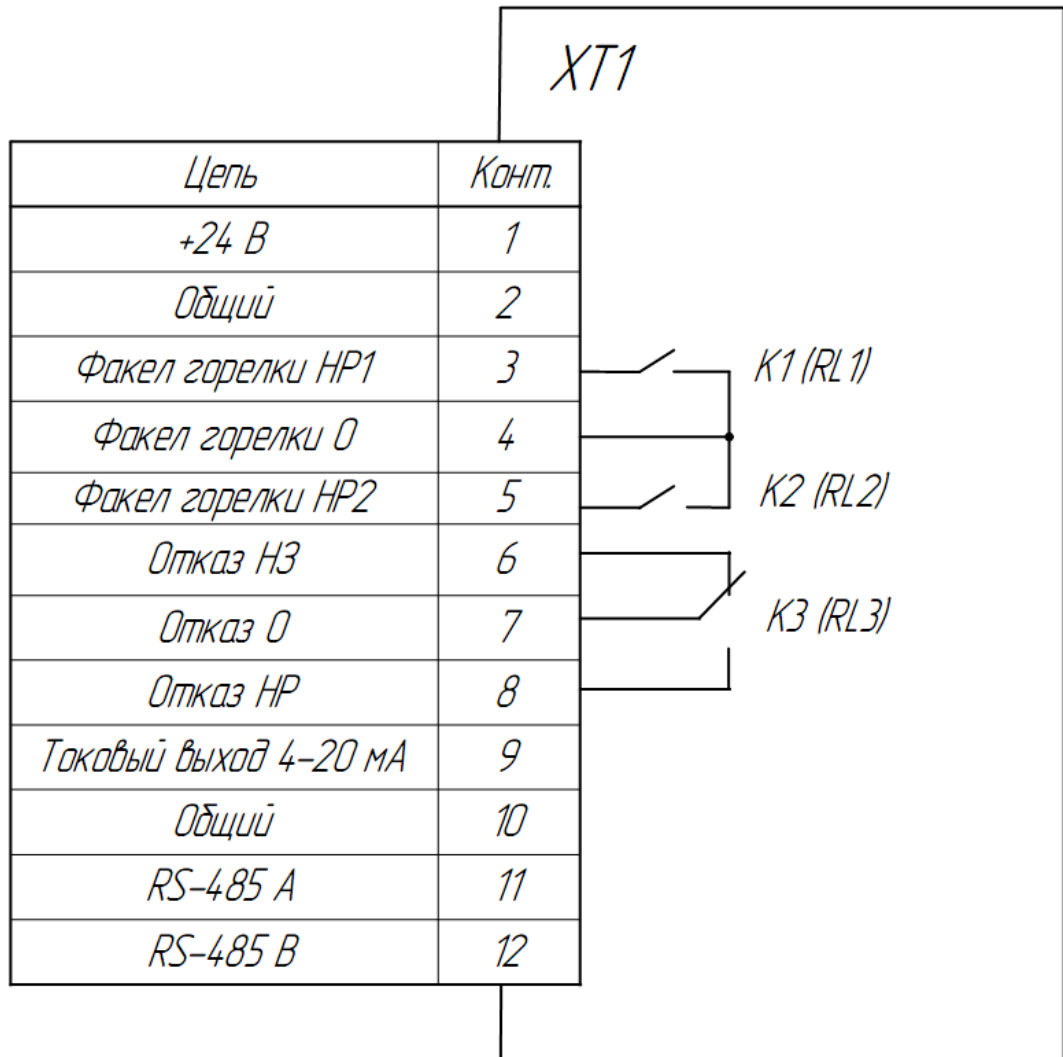 XT1
Цепь Конт.
+24 В 1
Общий 2
Факел горелки НР1 3 K1 (RL1)
Факел горелки О 4
Факел горелки НР2 5 K2 (RL2)
Отказ НЗ 6
Отказ О 7 K3 (RL3)
Отказ НР 8
Токовый выход 4-20 мА 9
Общий 10
RS-485 A 11
RS-485 B 12